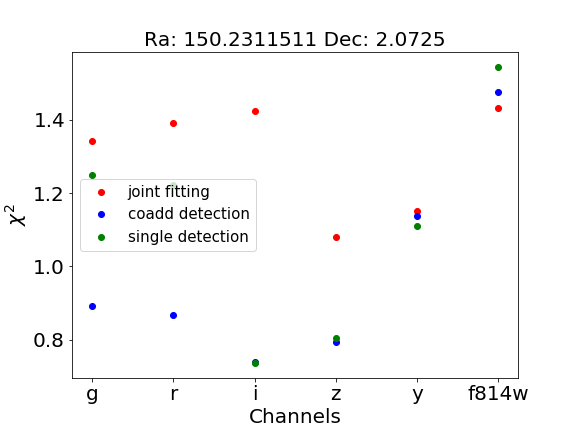 Ra: 150.2311511 Dec: 2.0725
χ²
1.4
1.2
1.0
0.8
joint fitting
coadd detection
single detection
g r i z y f814w
Channels